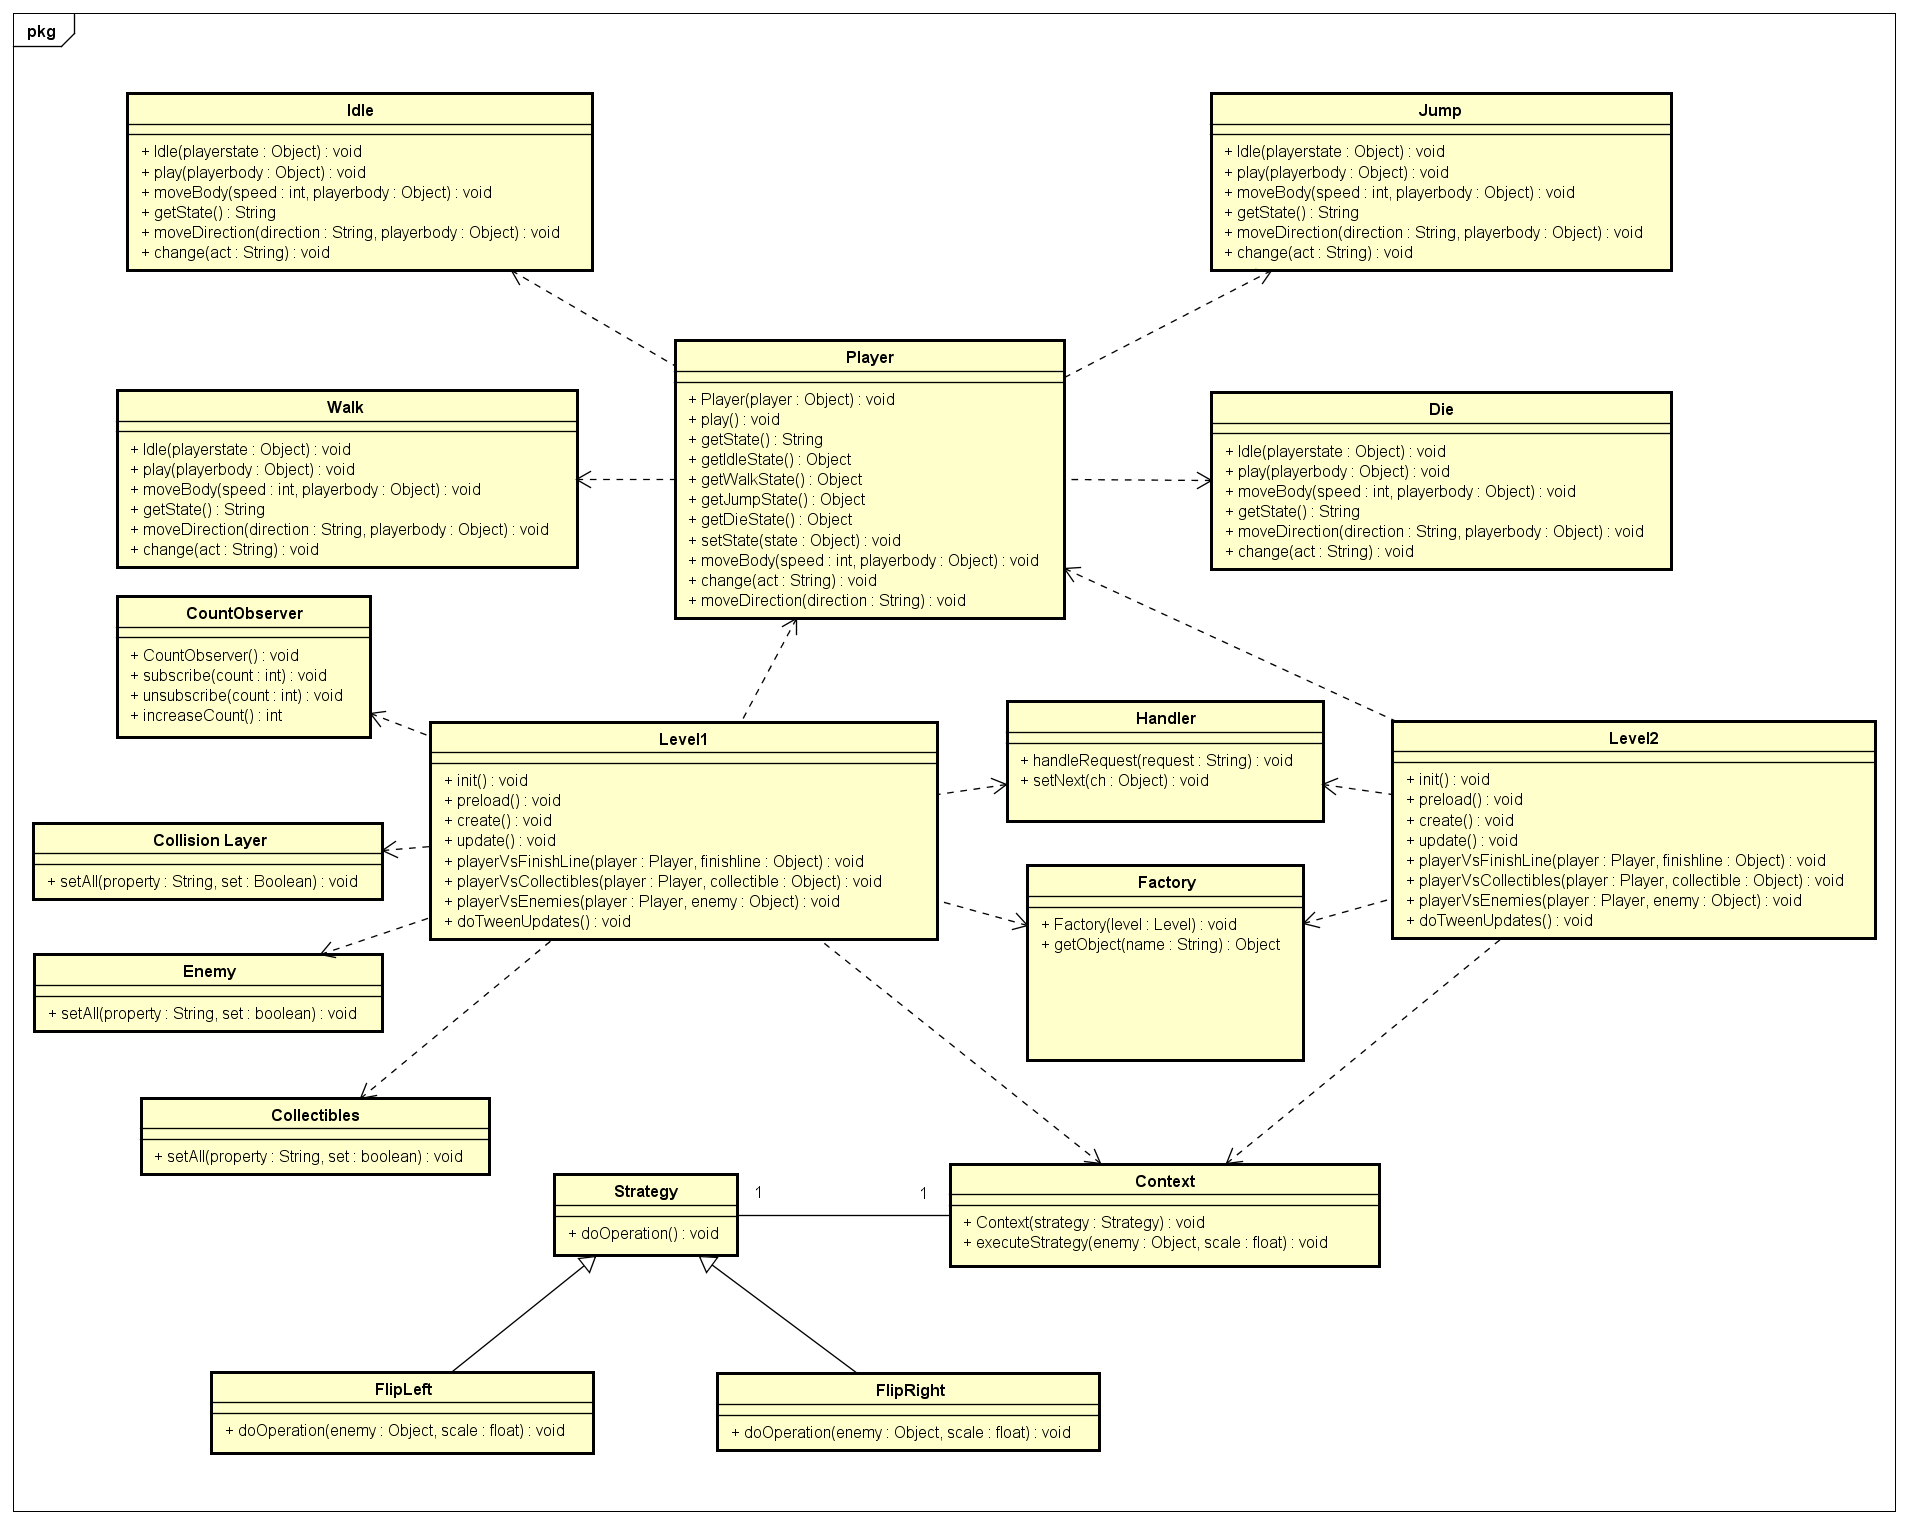 pkg
Idle
+ Idle(playerstate : Object) : void
+ play(playerbody : Object) : void
+ moveBody(speed : int, playerbody : Object) : void
+ getState() : String
+ moveDirection(direction : String, playerbody : Object) : void
+ change(act : String) : void
Jump
+ Idle(playerstate : Object) : void
+ play(playerbody : Object) : void
+ moveBody(speed : int, playerbody : Object) : void
+ getState() : String
+ moveDirection(direction : String, playerbody : Object) : void
+ change(act : String) : void
Player
+ Player(player : Object) : void
+ play() : void
+ getState() : String
+ getIdleState() : Object
+ getWalkState() : Object
+ getJumpState() : Object
+ getDieState() : Object
+ setState(state : Object) : void
+ moveBody(speed : int, playerbody : Object) : void
+ change(act : String) : void
+ moveDirection(direction : String) : void
Walk
+ Idle(playerstate : Object) : void
+ play(playerbody : Object) : void
+ moveBody(speed : int, playerbody : Object) : void
+ getState() : String
+ moveDirection(direction : String, playerbody : Object) : void
+ change(act : String) : void
Die
+ Idle(playerstate : Object) : void
+ play(playerbody : Object) : void
+ moveBody(speed : int, playerbody : Object) : void
+ getState() : String
+ moveDirection(direction : String, playerbody : Object) : void
+ change(act : String) : void
CountObserver
+ CountObserver() : void
+ subscribe(count : int) : void
+ unsubscribe(count : int) : void
+ increaseCount() : int
Level1
+ init() : void
+ preload() : void
+ create() : void
+ update() : void
+ playerVsFinishLine(player : Player, finishline : Object) : void
+ playerVsCollectibles(player : Player, collectible : Object) : void
+ playerVsEnemies(player : Player, enemy : Object) : void
+ doTweenUpdates() : void
Handler
+ handleRequest(request : String) : void
+ setNext(ch : Object) : void
Level2
+ init() : void
+ preload() : void
+ create() : void
+ update() : void
+ playerVsFinishLine(player : Player, finishline : Object) : void
+ playerVsCollectibles(player : Player, collectible : Object) : void
+ playerVsEnemies(player : Player, enemy : Object) : void
+ doTweenUpdates() : void
Collision Layer
+ setAll(property : String, set : Boolean) : void
Factory
+ Factory(level : Level) : void
+ getObject(name : String) : Object
Enemy
+ setAll(property : String, set : boolean) : void
Collectibles
+ setAll(property : String, set : boolean) : void
Strategy
+ doOperation() : void
1
1
Context
+ Context(strategy : Strategy) : void
+ executeStrategy(enemy : Object, scale : float) : void
FlipLeft
+ doOperation(enemy : Object, scale : float) : void
FlipRight
+ doOperation(enemy : Object, scale : float) : void